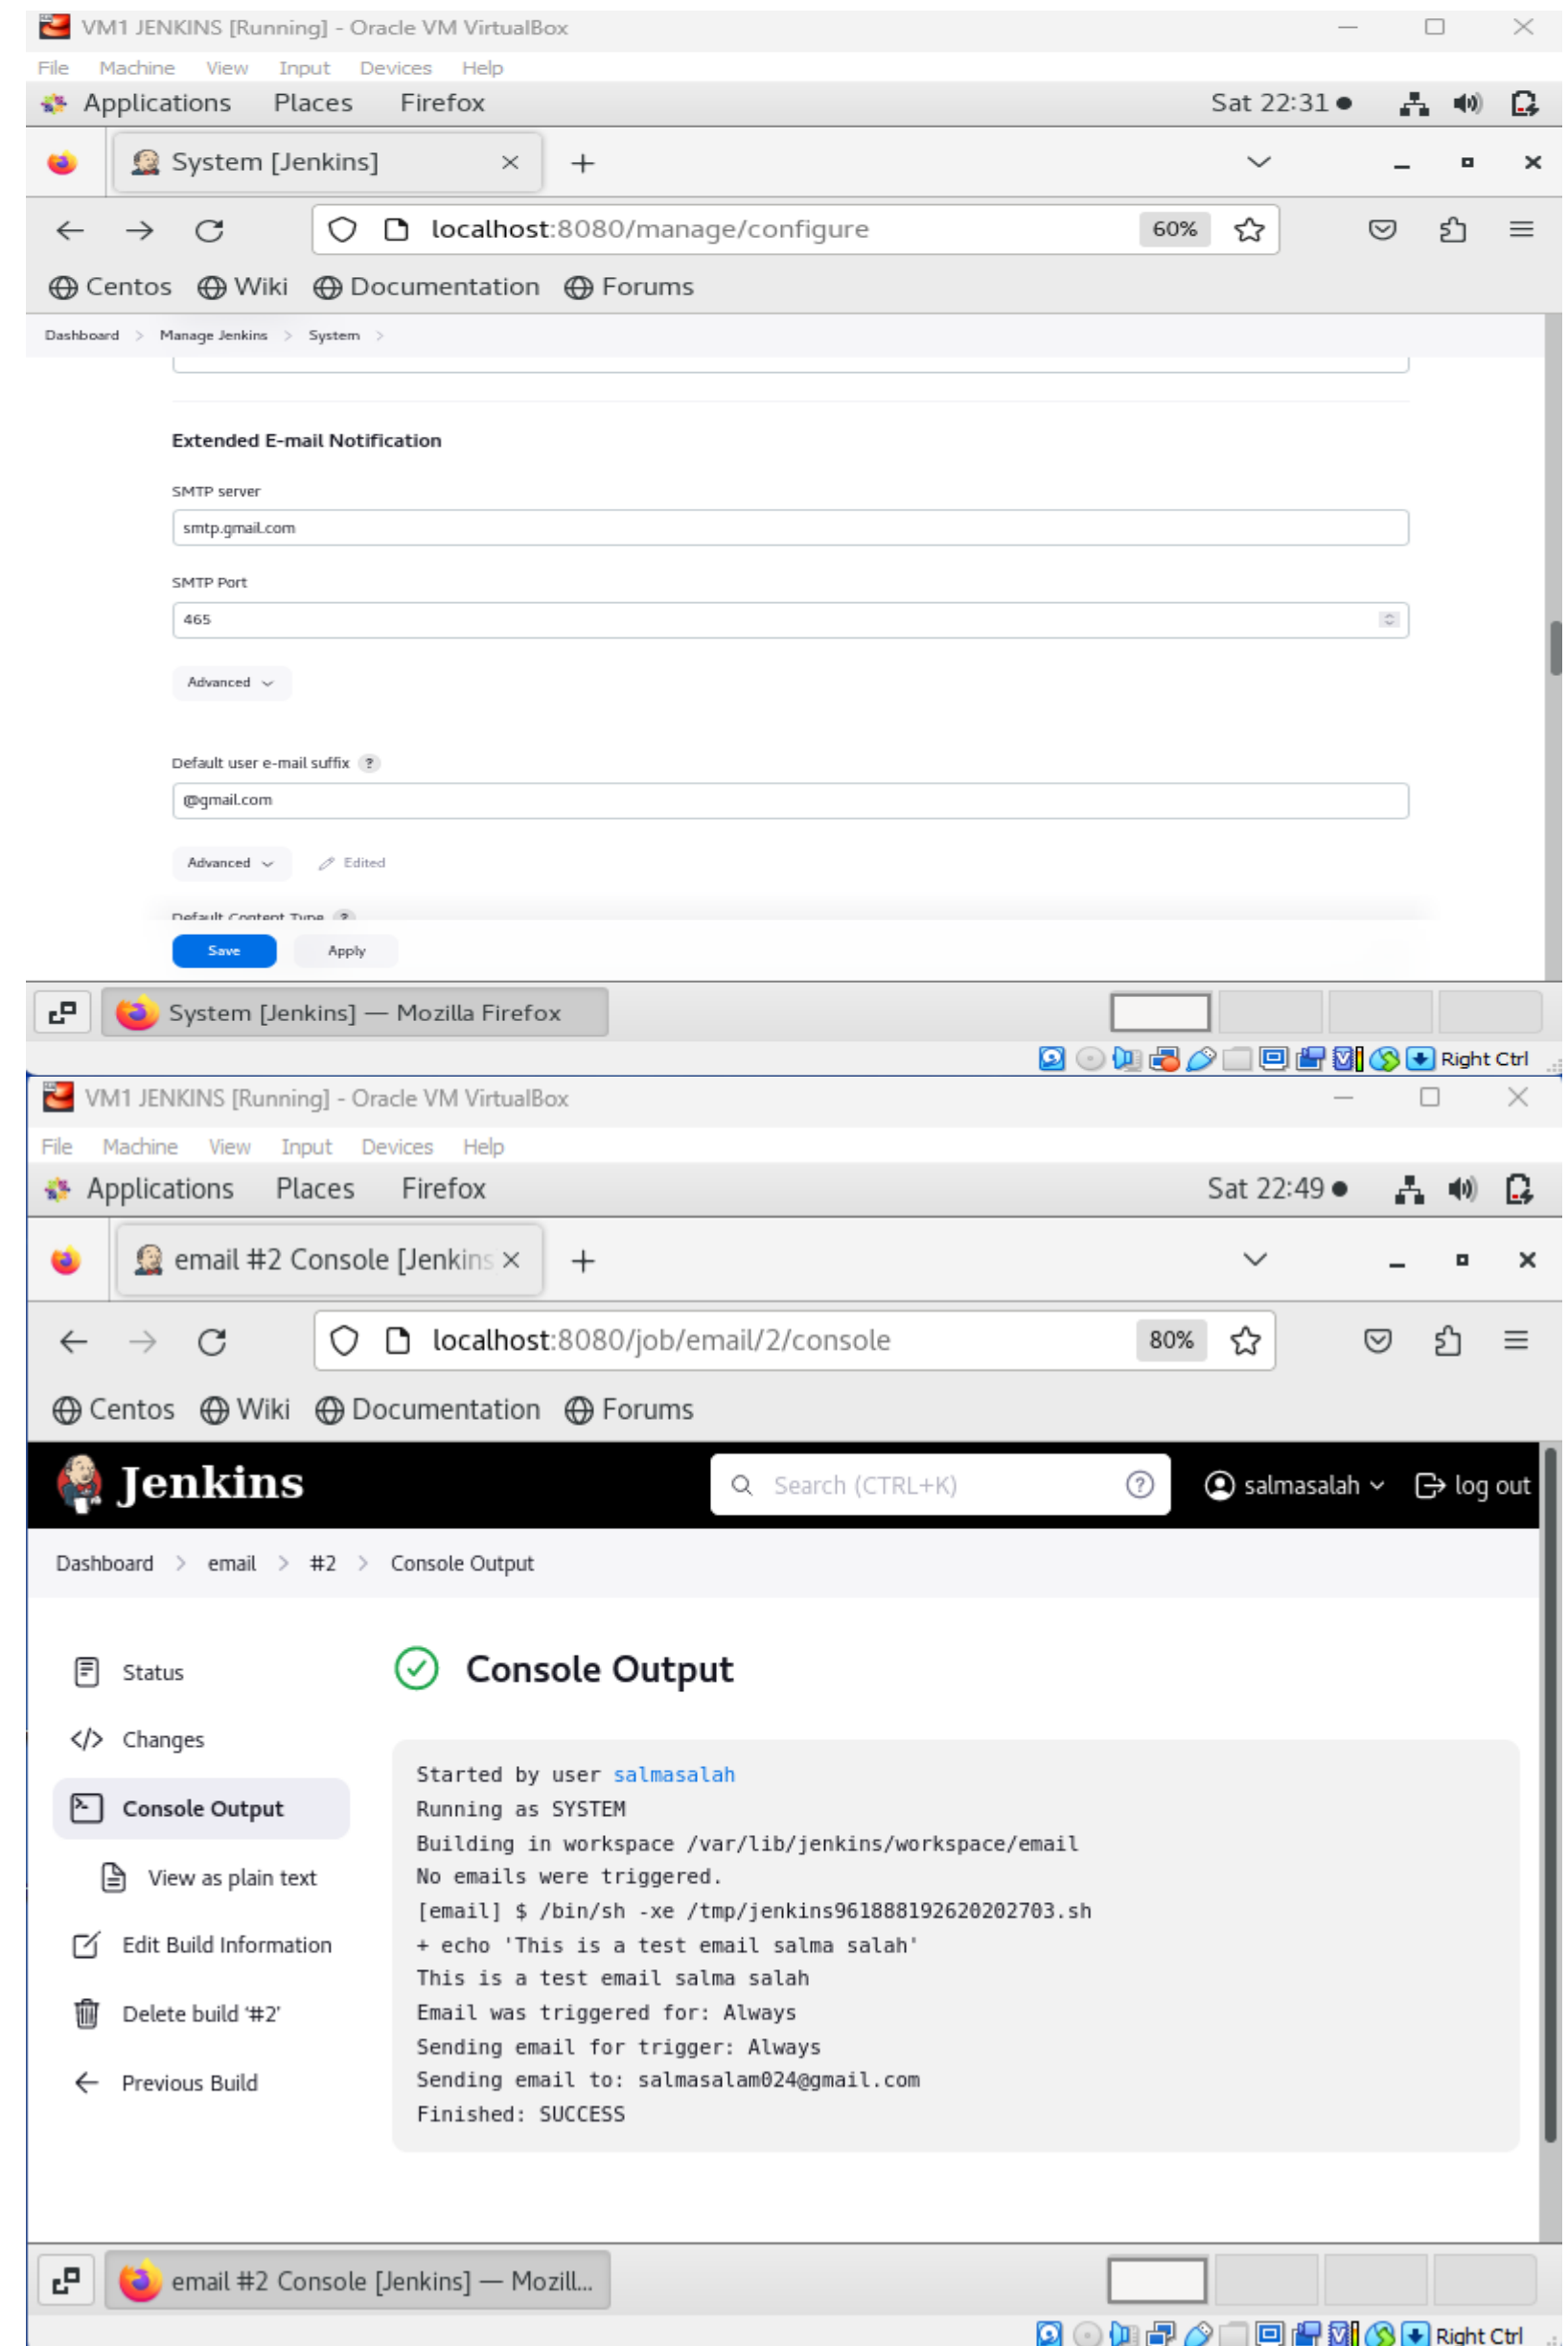 VM1 JENKINS [Running] - Oracle VM VirtualBox
File Machine View Input Devices Help
Applications Places Firefox Sat 22:31
System [Jenkins]
localhost:8080/manage/configure 60%
Centos Wiki Documentation Forums
Dashboard > Manage Jenkins > System >
Extended E-mail Notification
SMTP server
smtp.gmail.com
SMTP Port
465
Advanced
Default user e-mail suffix ?
@gmail.com
Advanced Edited
Default Content Type ?
Save Apply
System [Jenkins] — Mozilla Firefox
Right Ctrl
VM1 JENKINS [Running] - Oracle VM VirtualBox
File Machine View Input Devices Help
Applications Places Firefox Sat 22:49
email #2 Console [Jenkins
localhost:8080/job/email/2/console 80%
Centos Wiki Documentation Forums
Jenkins Search (CTRL+K) ? salmasalah log out
Dashboard > email > #2 > Console Output
Status
Changes
Console Output
View as plain text
Edit Build Information
Delete build ‘#2’
Previous Build
Console Output
Started by user salmasalah
Running as SYSTEM
Building in workspace /var/lib/jenkins/workspace/email
No emails were triggered.
[email] $ /bin/sh -xe /tmp/jenkins961888192620202703.sh
+ echo 'This is a test email salma salah'
This is a test email salma salah
Email was triggered for: Always
Sending email for trigger: Always
Sending email to: salmasalam024@gmail.com
Finished: SUCCESS
email #2 Console [Jenkins] — Mozill...
Right Ctrl